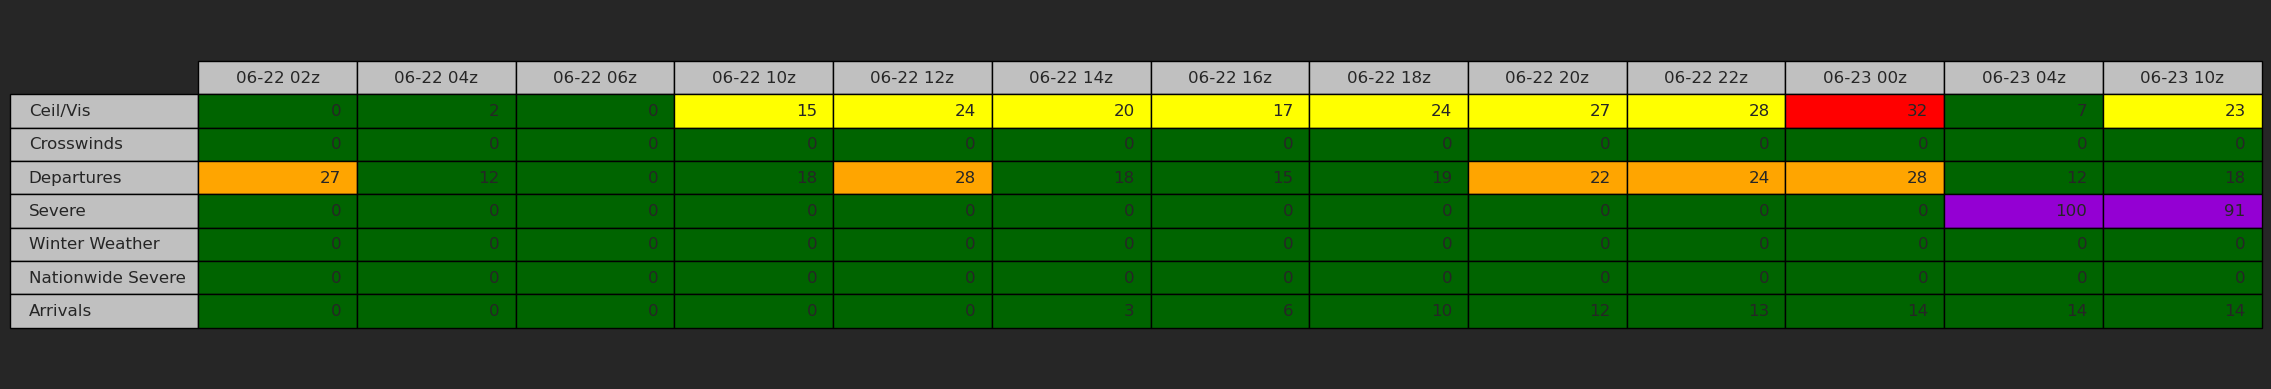 06-22 02z 06-22 04z 06-22 06z 06-22 10z 06-22 12z 06-22 14z 06-22 16z 06-22 18z 06-22 20z 06-22 22z 06-23 00z 06-23 04z 06-23 10z
Ceil/Vis 0 2 0 15 24 20 17 24 27 28 32 7 23
Crosswinds 0 0 0 0 0 0 0 0 0 0 0 0 0
Departures 27 12 0 18 28 18 15 19 22 24 28 12 18
Severe 0 0 0 0 0 0 0 0 0 0 0 100 91
Winter Weather 0 0 0 0 0 0 0 0 0 0 0 0 0
Nationwide Severe 0 0 0 0 0 0 0 0 0 0 0 0 0
Arrivals 0 0 0 0 0 3 6 10 12 13 14 14 14